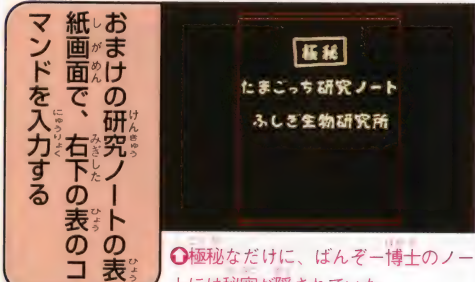 おまけの研究ノートの表
紙画面で、右下の表のコ
マンドを入力する
極秘
たまごっち研究ノート
ふしぎ生物研究所
極秘なだけに、ばんぞー博士のノー
トには秘密が隠されていた